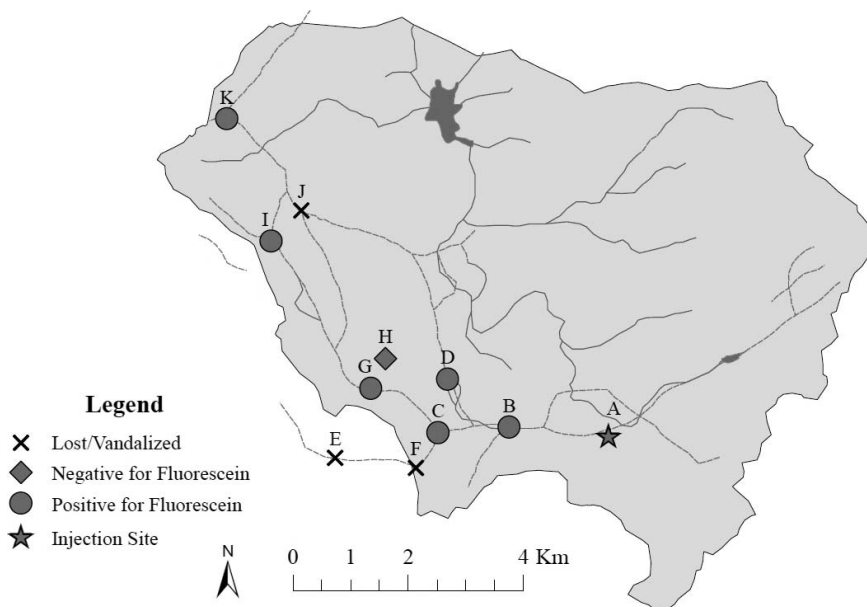 K
J
I
H
G
D
A
B
C
E
F
Legend
Lost/Vandalized
Negative for Fluorescein
Positive for Fluorescein
Injection Site
N
0 1 2 4 Km